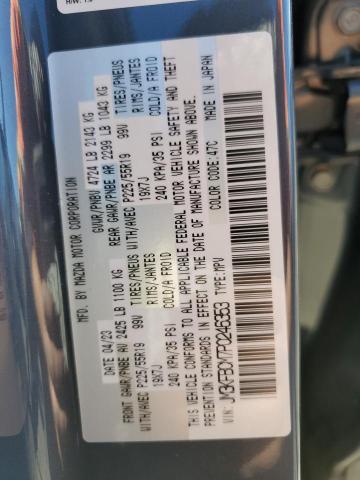 MFD. BY MAZDA MOTOR CORPORATION
DATE 04/23 GVWR/PNBV 4724 LB 2143 KG
FRONT GAWR/PNBE AV 2425 LB 1100 KG REAR GAWR/PNBE AR 2299 LB 1043 KG
WITH/AVEC P225/55R19 99V TIRES/PNEUS WITH/AVEC P225/55R19 99V TIRES/PNEUS
19X7J RIMS/JANTES 19X7J RIMS/JANTES
240 KPA/35 PSI COLD/A FROID 240 KPA/35 PSI COLD/A FROID
THIS VEHICLE CONFORMS TO ALL APPLICABLE FEDERAL MOTOR VEHICLE SAFETY AND THEFT
PREVENTION STANDARDS IN EFFECT ON THE DATE OF MANUFACTURE SHOWN ABOVE.
MADE IN JAPAN
VIN: TYPE:MPV COLOR CODE:47C